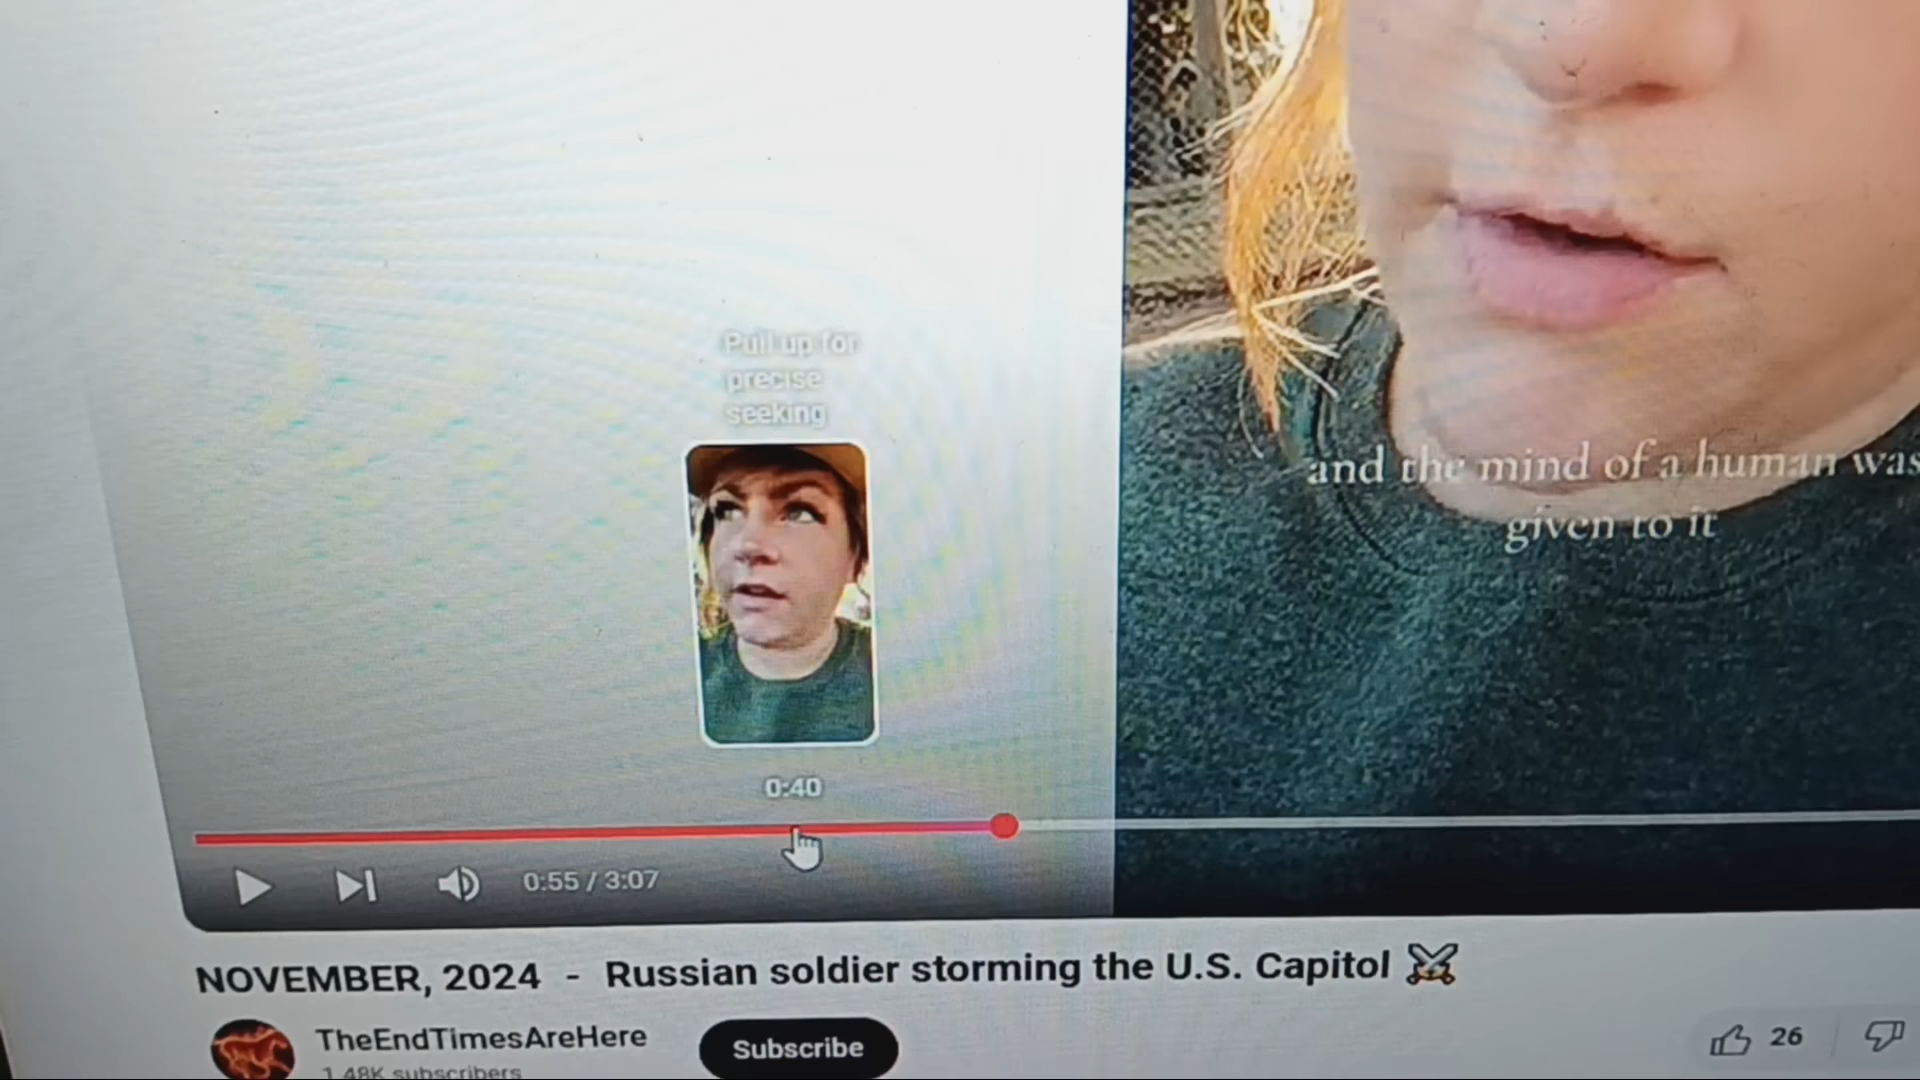 Pull up for
precise
seeking
and the mind of a human was
given to it
0:40
0:55 / 3:07
NOVEMBER, 2024 - Russian soldier storming the U.S. Capitol ⚔️
TheEndTimesAreHere
Subscribe
26
1.48K subscribers